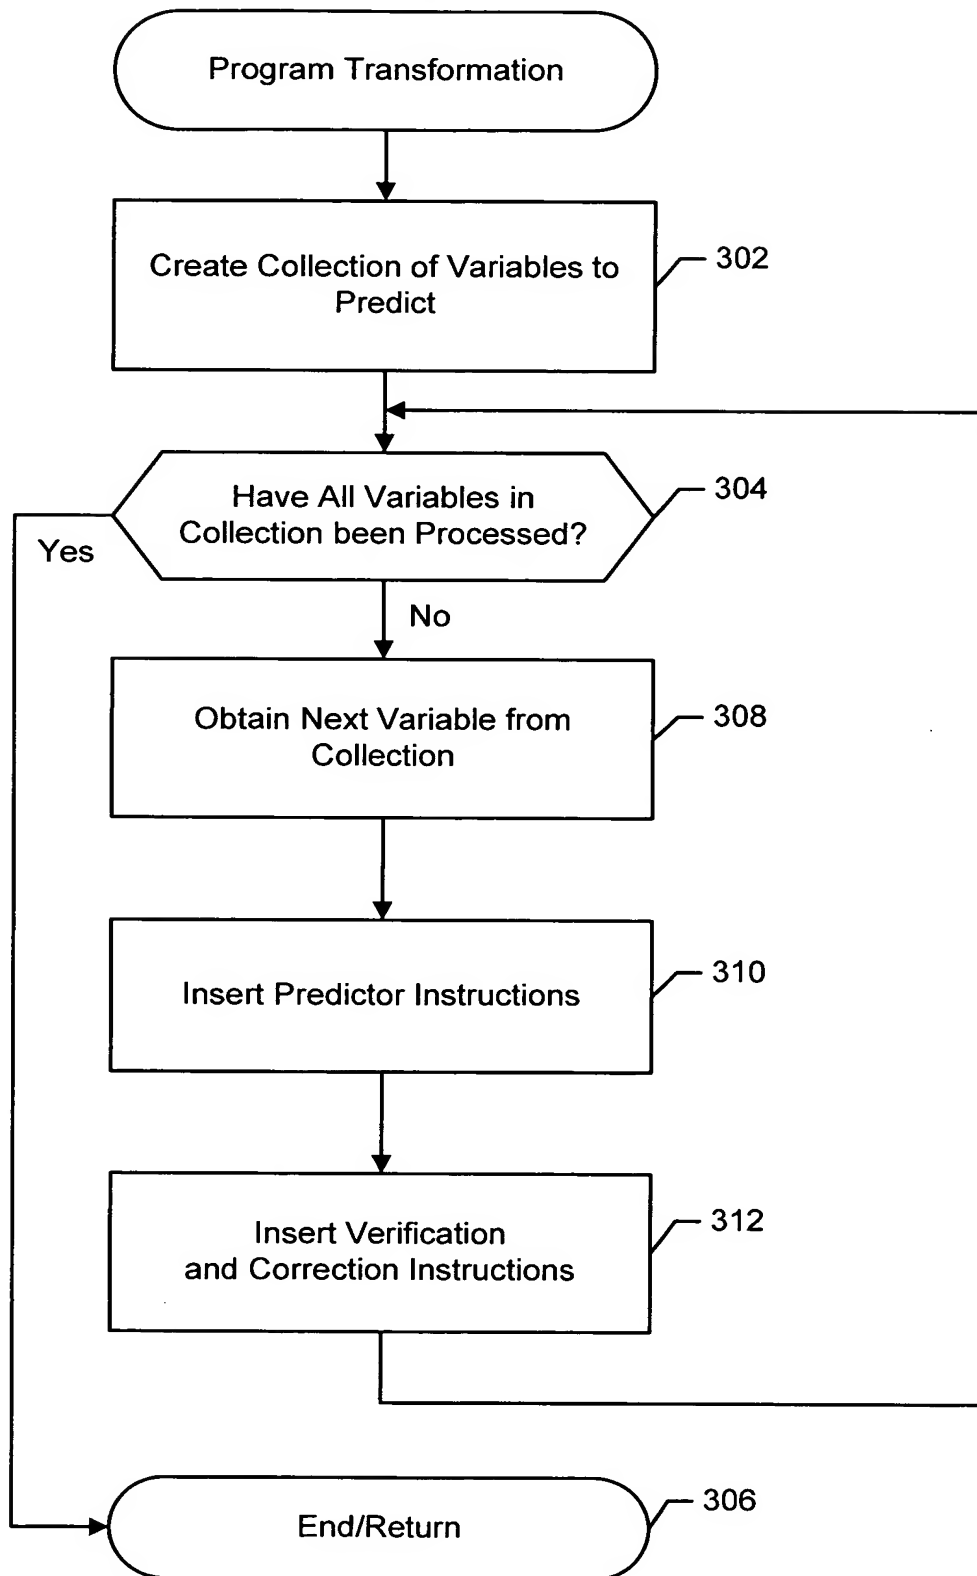 Program Transformation
Create Collection of Variables to
Predict
302
Have All Variables in
Collection been Processed?
304
Yes
No
Obtain Next Variable from
Collection
308
Insert Predictor Instructions
310
Insert Verification
and Correction Instructions
312
End/Return
306